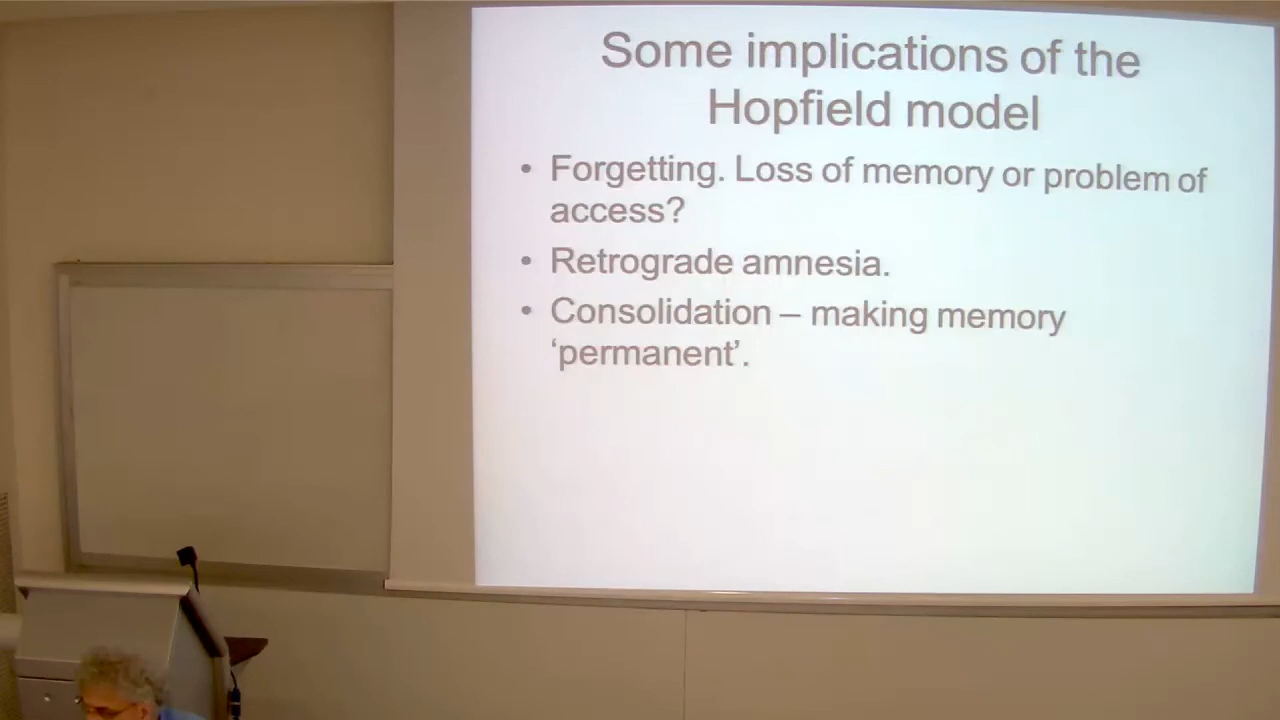 Some implications of the
Hopfield model
• Forgetting. Loss of memory or problem of
access?
• Retrograde amnesia.
• Consolidation – making memory
‘permanent’.